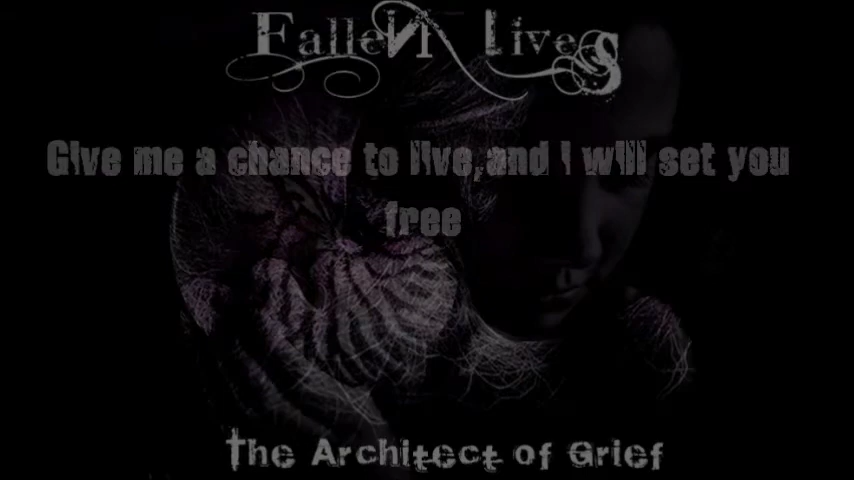 Fallen Lives
Give me a chance to live,and i will set you
free
The Architect of Grief